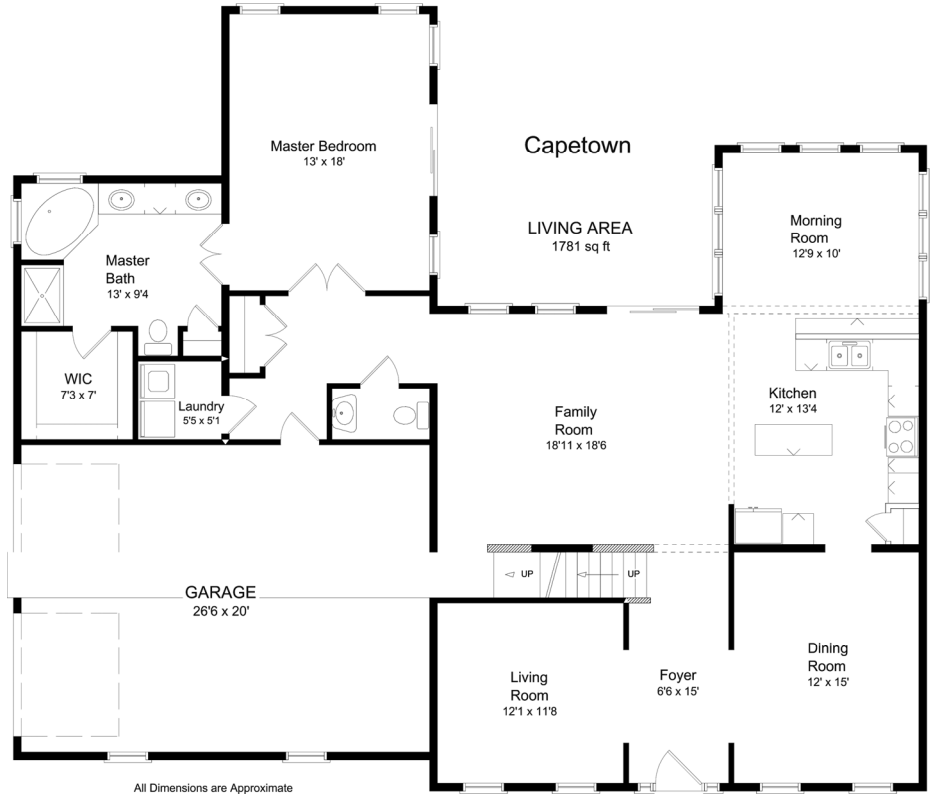 Master Bedroom
13' x 18'
Capetown
LIVING AREA
1781 sq ft
Morning
Room
12'9 x 10'
Master
Bath
13' x 9'4
WIC
7'3 x 7'
Laundry
5'5 x 5'1
Family
Room
18'11 x 18'6
Kitchen
12' x 13'4
UP
UP
GARAGE
26'6 x 20'
Living
Room
12'1 x 11'8
Foyer
6'6 x 15'
Dining
Room
12' x 15'
All Dimensions are Approximate